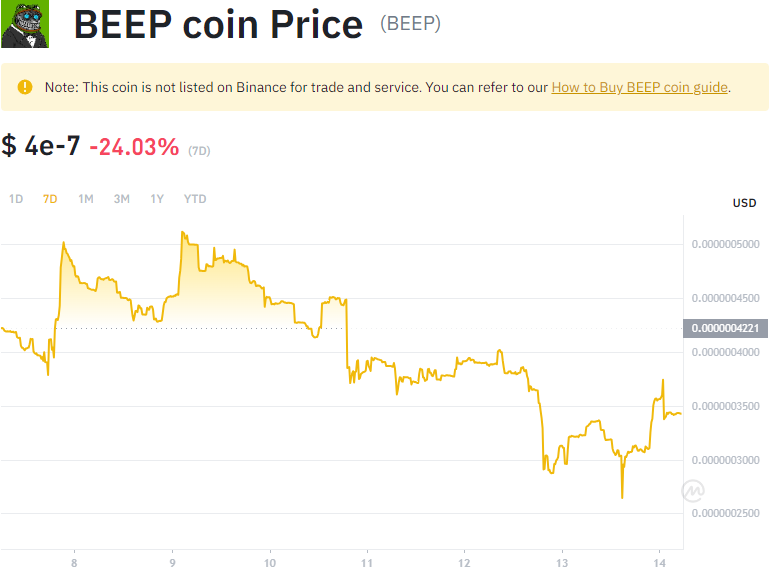 BEEP coin Price (BEEP)
Note: This coin is not listed on Binance for trade and service. You can refer to our How to Buy BEEP coin guide.
$ 4e-7 -24.03% (7D)
1D 7D 1M 3M 1Y YTD
USD
0.0000005000
0.0000004500
0.0000004221
0.0000004000
0.0000003500
0.0000003000
0.0000002500
8 9 10 11 12 13 14